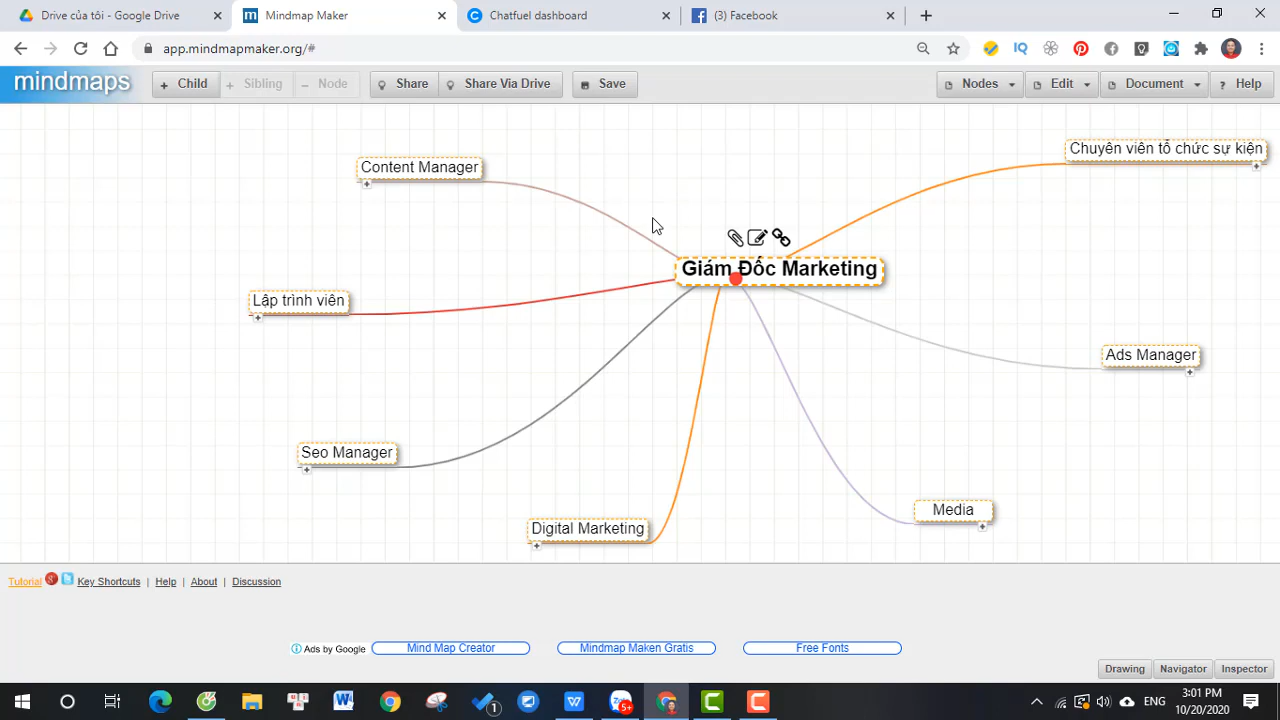 Drive của tôi - Google Drive
Mindmap Maker
Chatfuel dashboard
(3) Facebook
app.mindmapmaker.org/#
IQ
mindmaps
+ Child
+ Sibling
− Node
Share
Share Via Drive
Save
Nodes
Edit
Document
? Help
Content Manager
Chuyên viên tổ chức sự kiện
Giám Đốc Marketing
Lập trình viên
Ads Manager
Seo Manager
Media
Digital Marketing
Tutorial
Key Shortcuts | Help | About | Discussion
Ads by Google
Mind Map Creator
Mindmap Maken Gratis
Free Fonts
Drawing
Navigator
Inspector
ENG
3:01 PM
10/20/2020